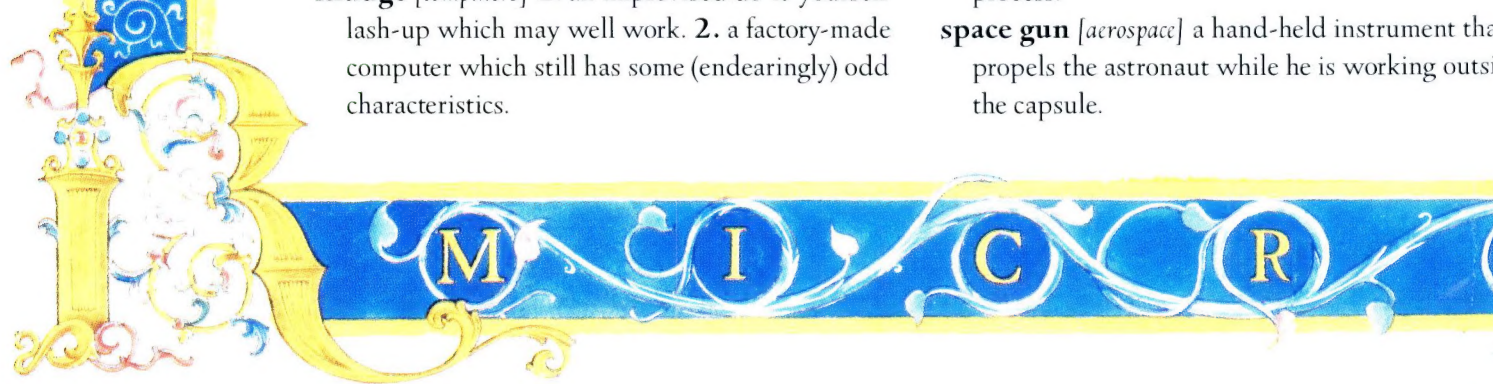 lash-up which may well work. 2. a factory-made
computer which still has some (endearingly) odd
characteristics.
space gun [aerospace] a hand-held instrument tha
propels the astronaut while he is working outsi
the capsule.
R
M I C R